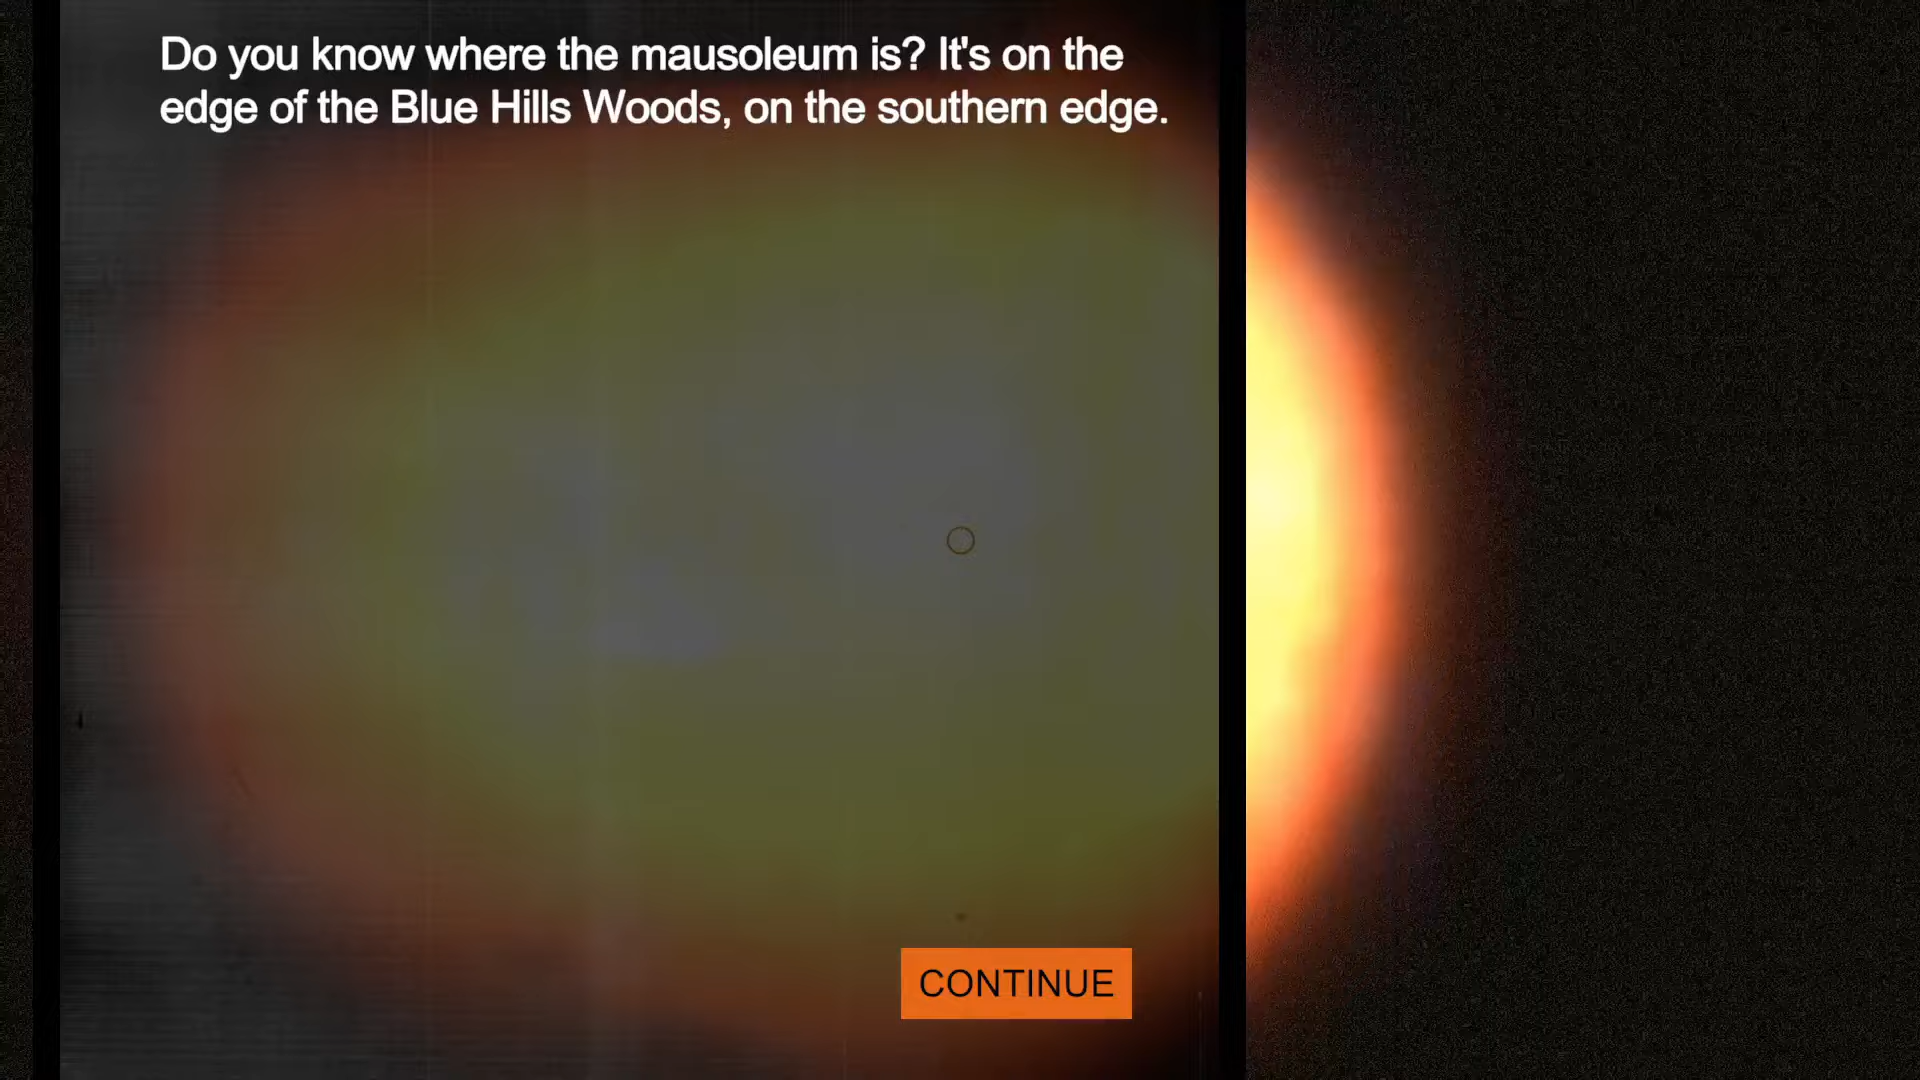 Do you know where the mausoleum is? It's on the
edge of the Blue Hills Woods, on the southern edge.
CONTINUE